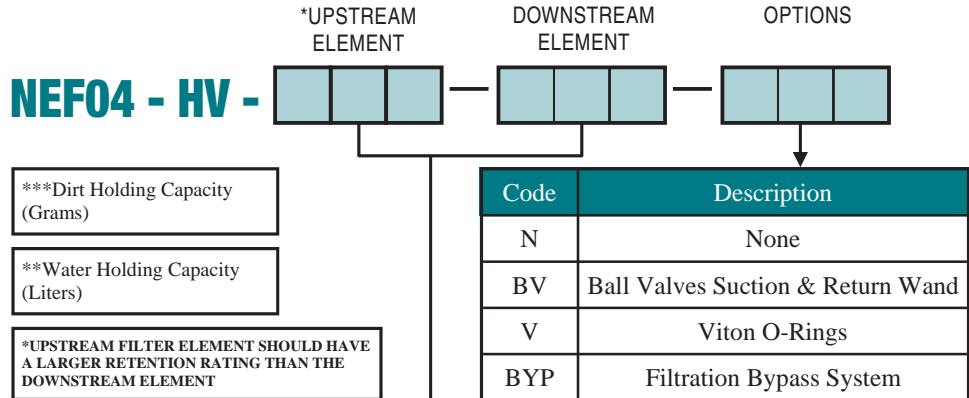 *UPSTREAM
ELEMENT
DOWNSTREAM
ELEMENT
OPTIONS
NEF04 - HV -
***Dirt Holding Capacity
(Grams)
**Water Holding Capacity
(Liters)
*UPSTREAM FILTER ELEMENT SHOULD HAVE
A LARGER RETENTION RATING THAN THE
DOWNSTREAM ELEMENT
Code Description
N None
BV Ball Valves Suction & Return Wand
V Viton O-Rings
BYP Filtration Bypass System